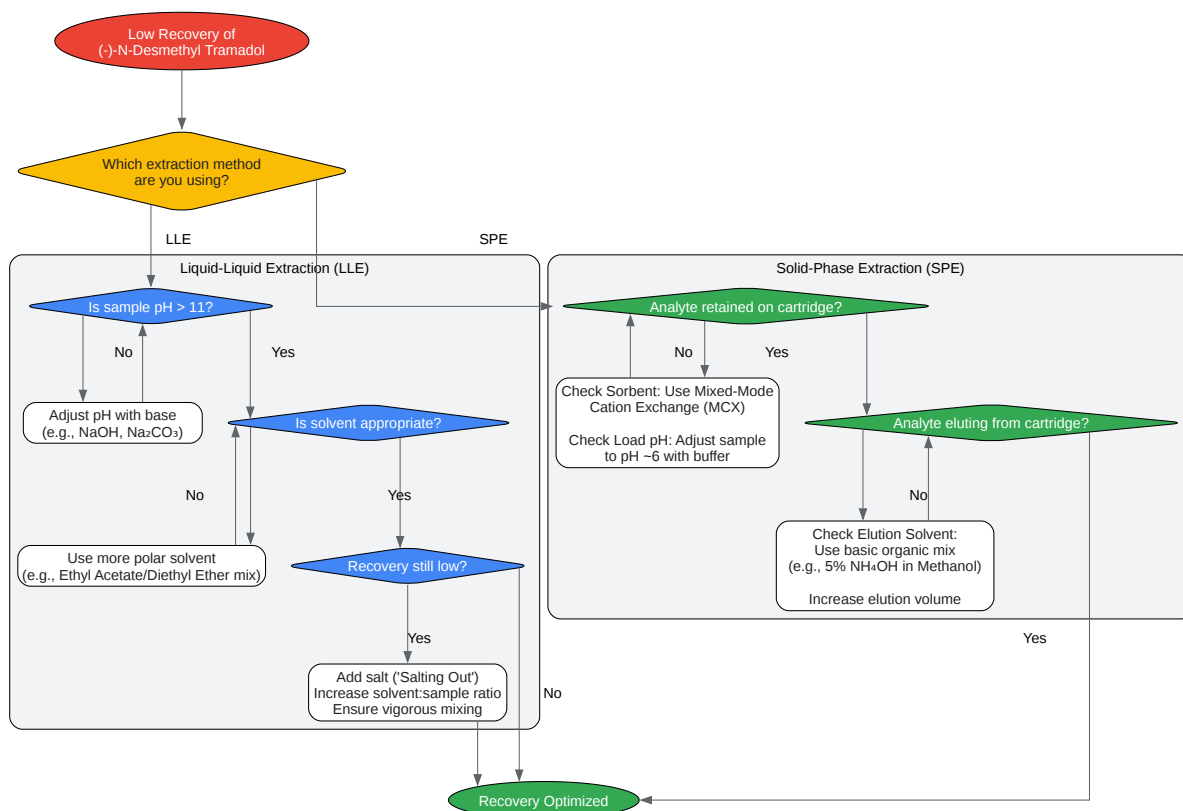 Low Recovery of
(-)-N-Desmethyl Tramadol
Which extraction method
are you using?
LLE
SPE
Liquid-Liquid Extraction (LLE)
Is sample pH > 11?
No
Yes
Adjust pH with base
(e.g., NaOH, Na₂CO₃)
Is solvent appropriate?
No
Yes
Use more polar solvent
(e.g., Ethyl Acetate/Diethyl Ether mix)
Recovery still low?
Yes
No
Add salt ('Salting Out')
Increase solvent:sample ratio
Ensure vigorous mixing
Solid-Phase Extraction (SPE)
Analyte retained on cartridge?
No
Yes
Check Sorbent: Use Mixed-Mode
Cation Exchange (MCX)
Check Load pH: Adjust sample
to pH ~6 with buffer
Analyte eluting from cartridge?
No
Yes
Check Elution Solvent:
Use basic organic mix
(e.g., 5% NH₄OH in Methanol)
Increase elution volume
Recovery Optimized